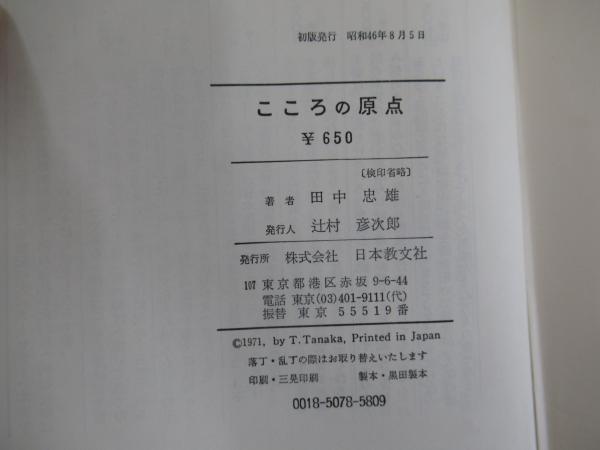 初版発行 昭和46年8月5日
こころの原点
￥650
〔検印省略〕
著者 田中忠雄
発行人 辻村彦次郎
発行所 株式会社 日本教文社
107 東京都港区赤坂 9-6-44
電話 東京(03)401-9111(代)
振替 東京 55519番
©1971, by T. Tanaka, Printed in Japan
落丁・乱丁の際はお取り替えいたします
印刷・三晃印刷 製本・黒田製本
0018-5078-5809